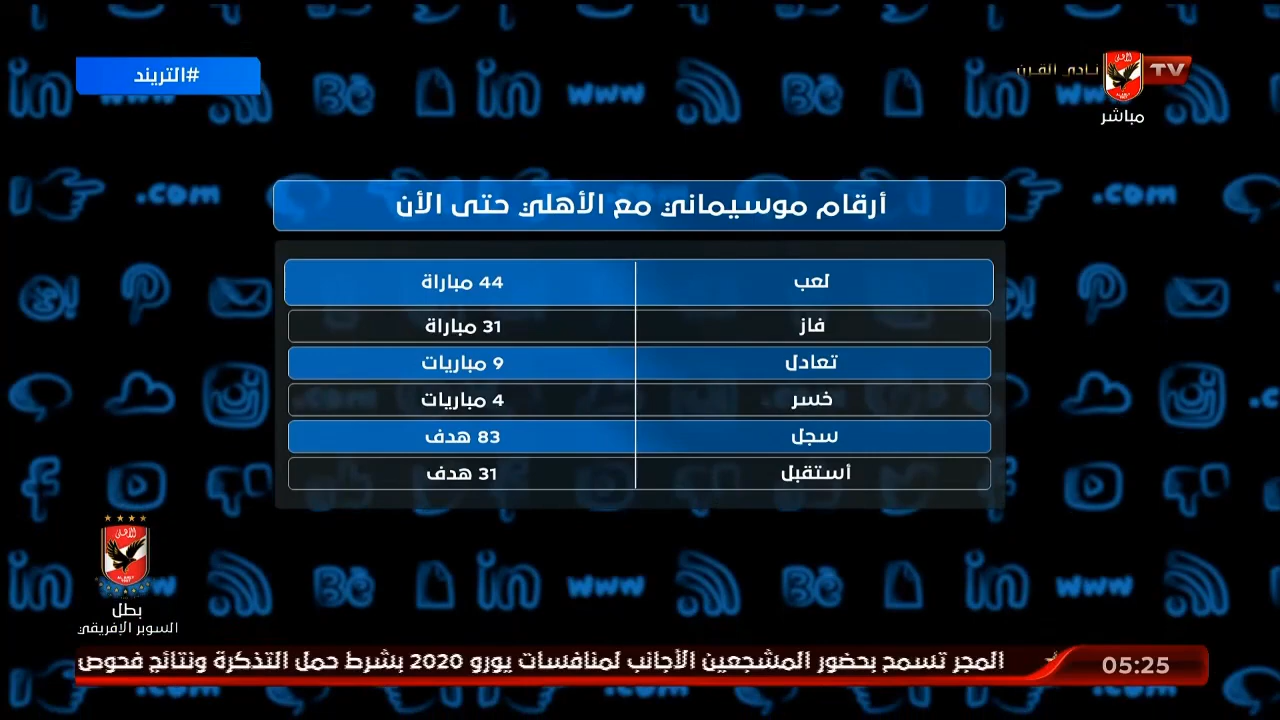 #التريند
نادي القرن
TV
مباشر
أرقام موسيماني مع الأهلي حتى الأن
لعب 44 مباراة
فاز 31 مباراة
تعادل 9 مباريات
خسر 4 مباريات
سجل 83 هدف
أستقبل 31 هدف
بطل
السوبر الإفريقي
المجر تسمح بحضور المشجعين الأجانب لمنافسات يورو 2020 بشرط حمل التذكرة ونتائج فحوص
05:25